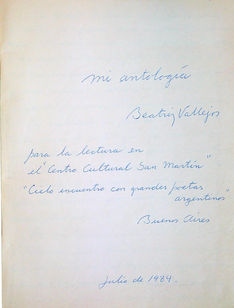 mi antología
Beatriz Vallejos
para la lectura en
el "Centro Cultural San Martín"
"Ciclo encuentro con grandes poetas
argentinos"
Buenos Aires
Julio de 1984.